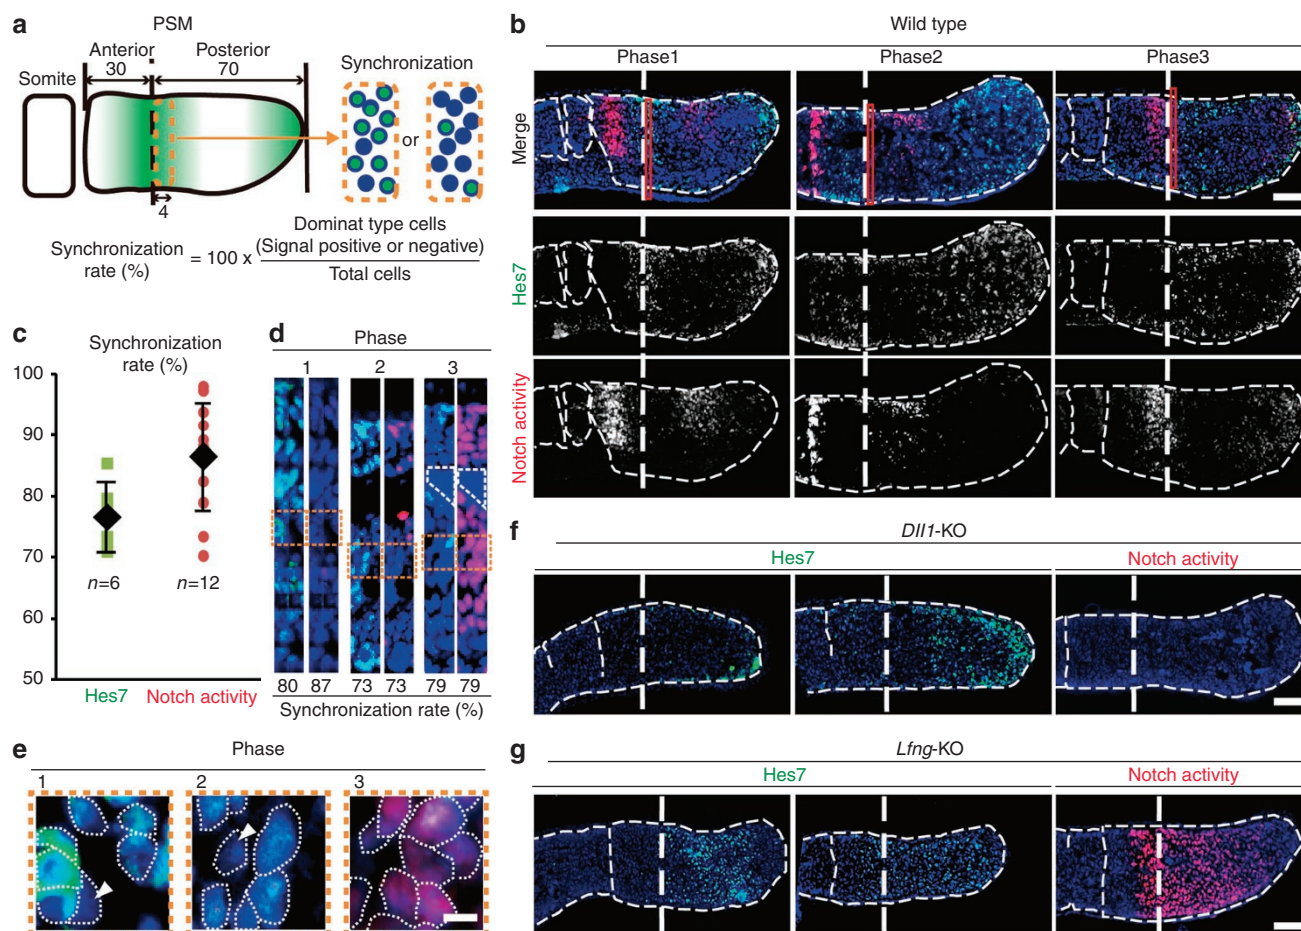 a
PSM
Anterior
Posterior
Somite
30
70
Synchronization
or
4
Synchronization
rate (%)
= 100 x
Dominat type cells
(Signal positive or negative)
Total cells
b
Wild type
Phase1
Phase2
Phase3
Merge
Hes7
Notch activity
c
Synchronization
rate (%)
100
90
80
70
60
50
n=6
n=12
Hes7
Notch activity
d
Phase
1
2
3
80
87
73
73
79
79
Synchronization rate (%)
e
Phase
1
2
3
f
Dll1-KO
Hes7
Notch activity
g
Lfng-KO
Hes7
Notch activity